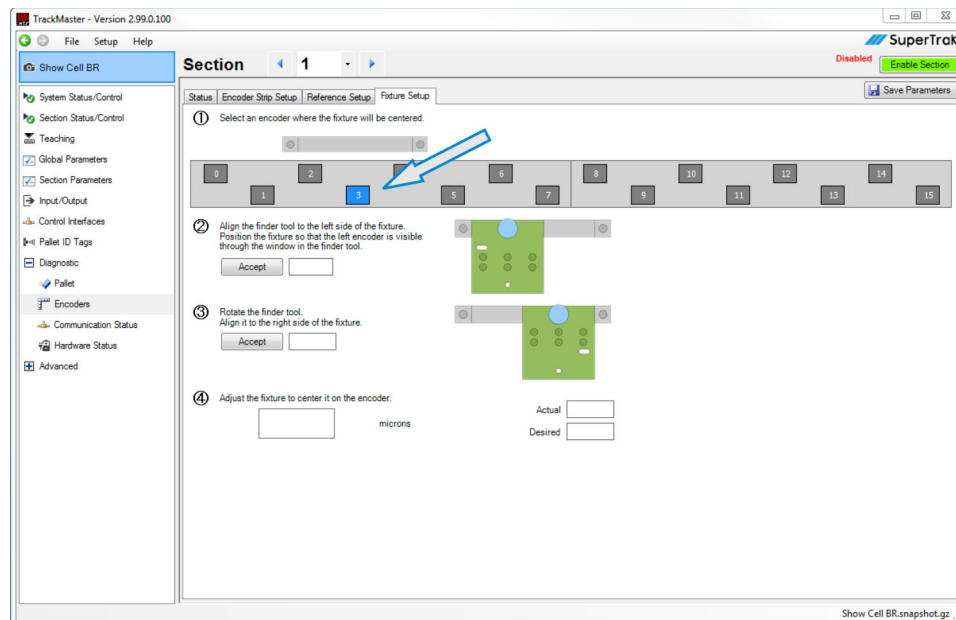 TrackMaster - Version 2.99.0.100
File Setup Help
SuperTrak
Show Cell BR
Section 1
Disabled
Enable Section
Save Parameters
System Status/Control
Section Status/Control
Teaching
Global Parameters
Section Parameters
Input/Output
Control Interfaces
Pallet ID Tags
Diagnostic
Pallet
Encoders
Communication Status
Hardware Status
Advanced
Status Encoder Strip Setup Reference Setup Fixture Setup
① Select an encoder where the fixture will be centered.
0 2 6 8 10 12 14
1 3 5 7 9 11 13 15
② Align the finder tool to the left side of the fixture.
Position the fixture so that the left encoder is visible
through the window in the finder tool.
Accept
③ Rotate the finder tool.
Align it to the right side of the fixture.
Accept
④ Adjust the fixture to center it on the encoder.
microns
Actual
Desired
Show Cell BR.snapshot.gz